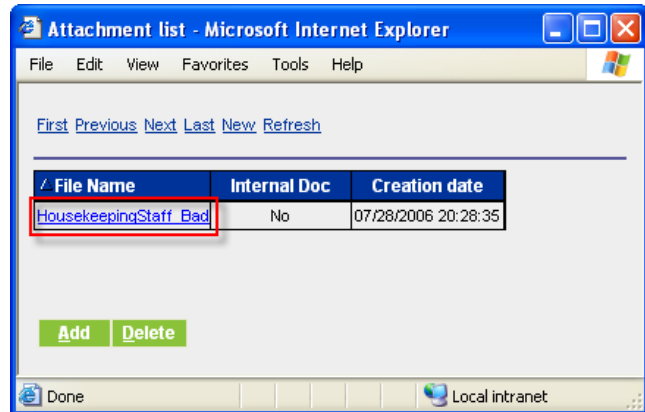 Attachment list - Microsoft Internet Explorer
File Edit View Favorites Tools Help
First Previous Next Last New Refresh
File Name Internal Doc Creation date
HousekeepingStaff_Bad No 07/28/2006 20:28:35
Add Delete
Done Local intranet